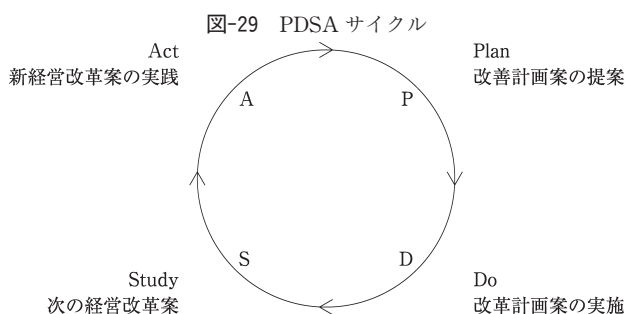 図-29 PDSA サイクル
Act
新経営改革案の実践
Plan
改善計画案の提案
A
P
S
D
Study
次の経営改革案
Do
改革計画案の実施